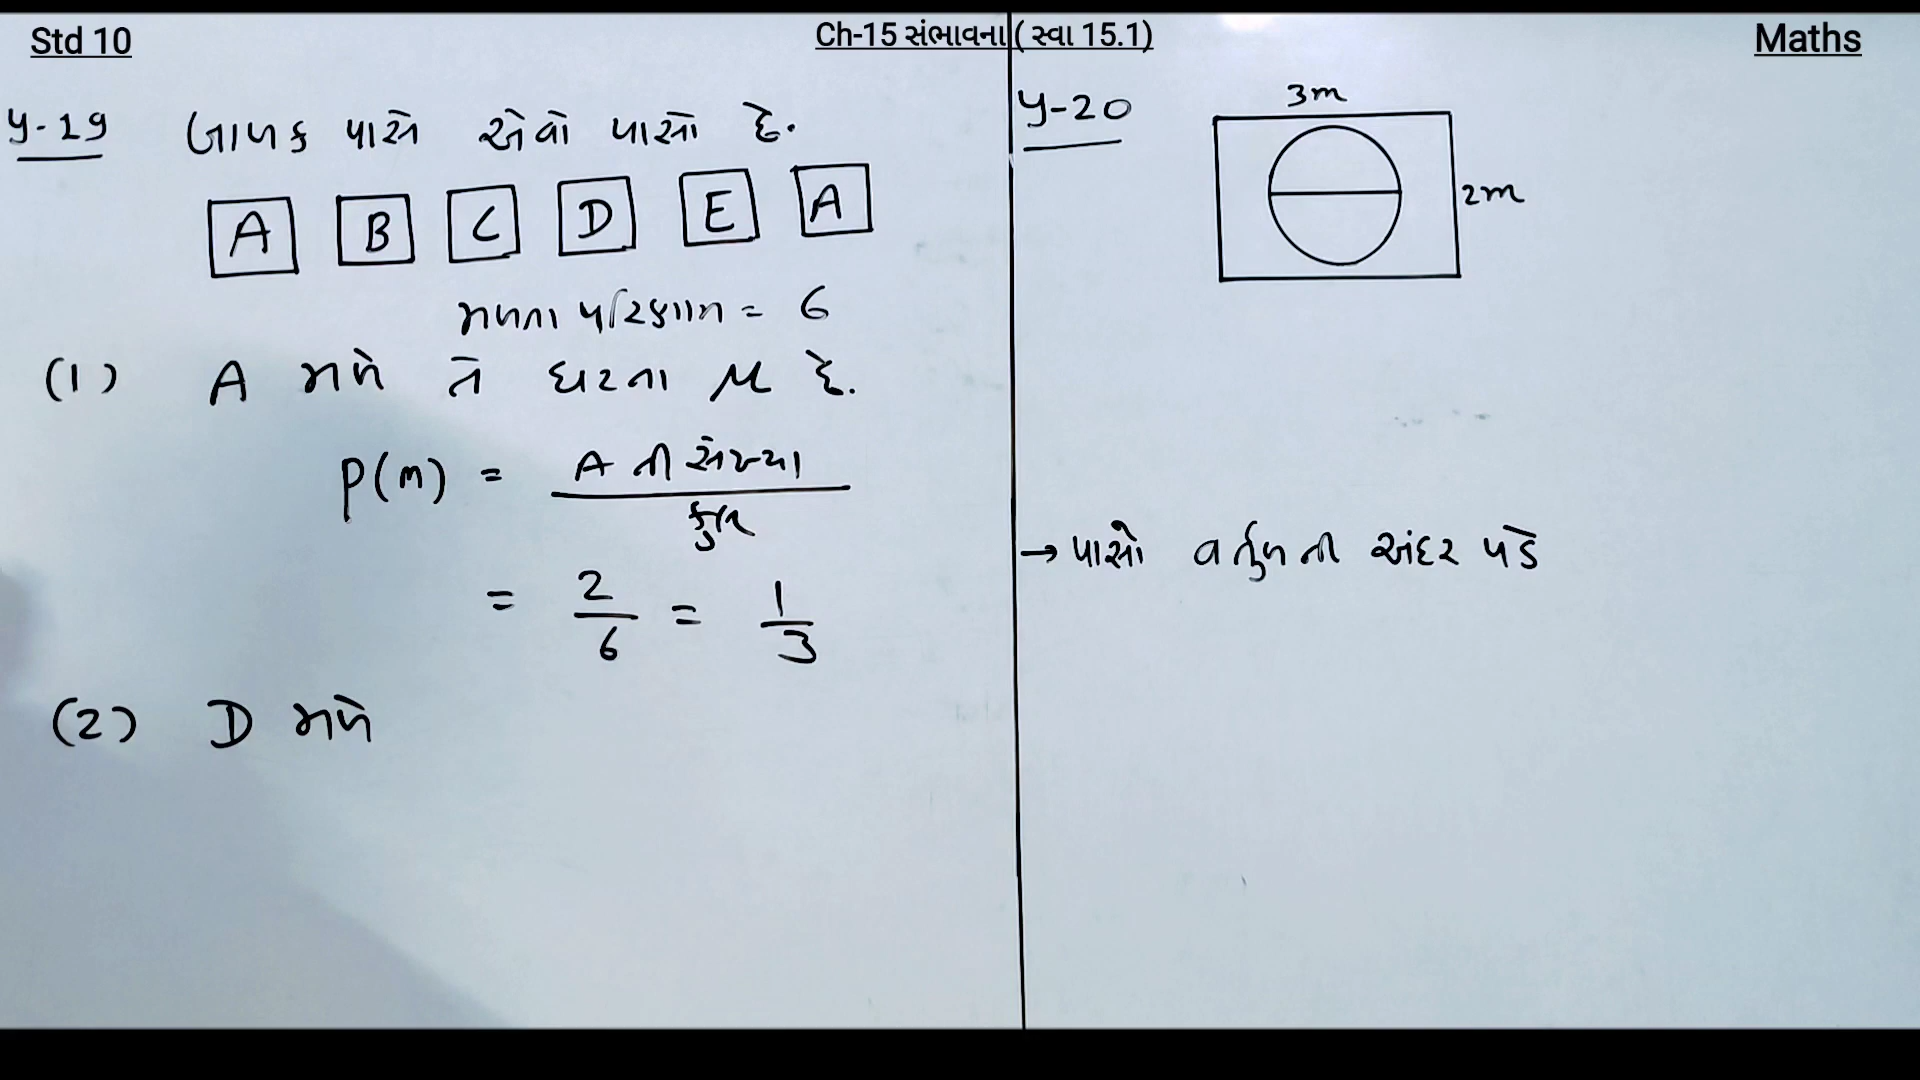 Std 10
Ch-15 સંભાવના ( સ્વા 15.1)
Maths
પ્ર-19 બાળક પાસે એવો પાસો છે.
A B C D E A
મળતા પરિણામ = 6
(1) A મળે તે ઘટના M છે.
P(M) = A ની સંખ્યા
કુલ
= 2/6 = 1/3
(2) D મળે
પ્ર-20
3m
2m
→ પાસો વર્તુળની અંદર પડે